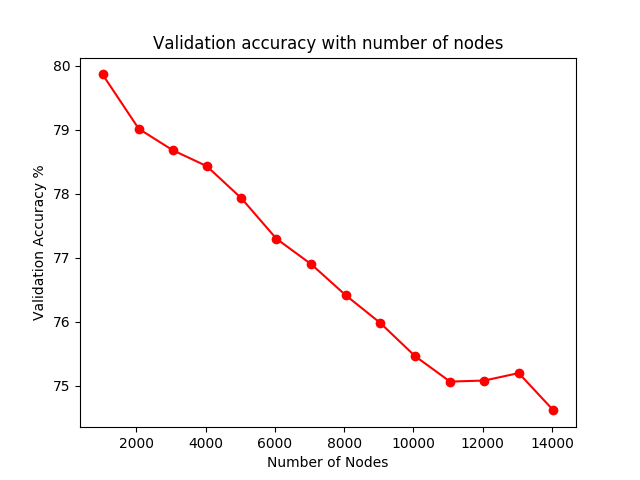 Validation accuracy with number of nodes
80
79
78
77
76
75
Validation Accuracy %
2000 4000 6000 8000 10000 12000 14000
Number of Nodes